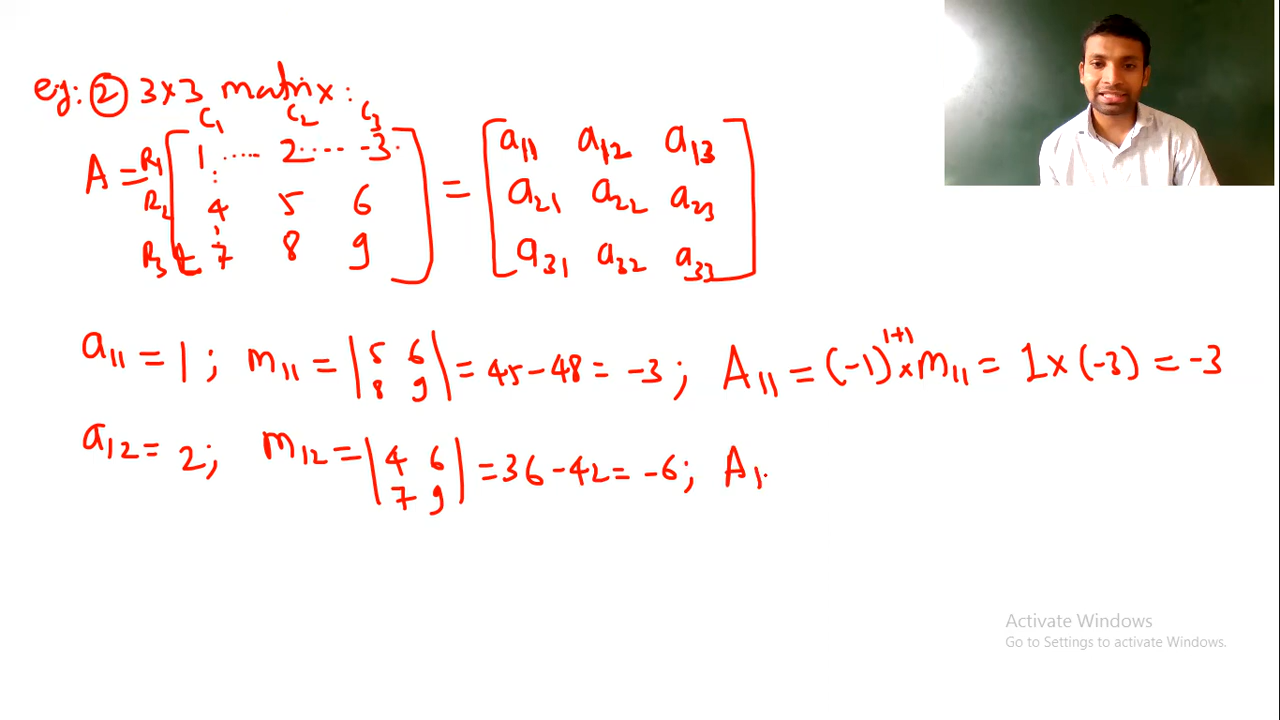 eg: ② 3×3 matrix:
C₁ C₂ C₃
A = R₁ [ 1 ..... 2 .... -3. ] = [ a₁₁ a₁₂ a₁₃ ]
R₂ [ 4 5 6 ] [ a₂₁ a₂₂ a₂₃ ]
R₃ [ 7 8 9 ] [ a₃₁ a₃₂ a₃₃ ]
a₁₁ = 1; m₁₁ = |5 6; 8 9| = 45-48 = -3; A₁₁ = (-1)¹⁺¹ × m₁₁ = 1×(-3) = -3
a₁₂ = 2; m₁₂ = |4 6; 7 9| = 36-42 = -6; A₁
Activate Windows
Go to Settings to activate Windows.